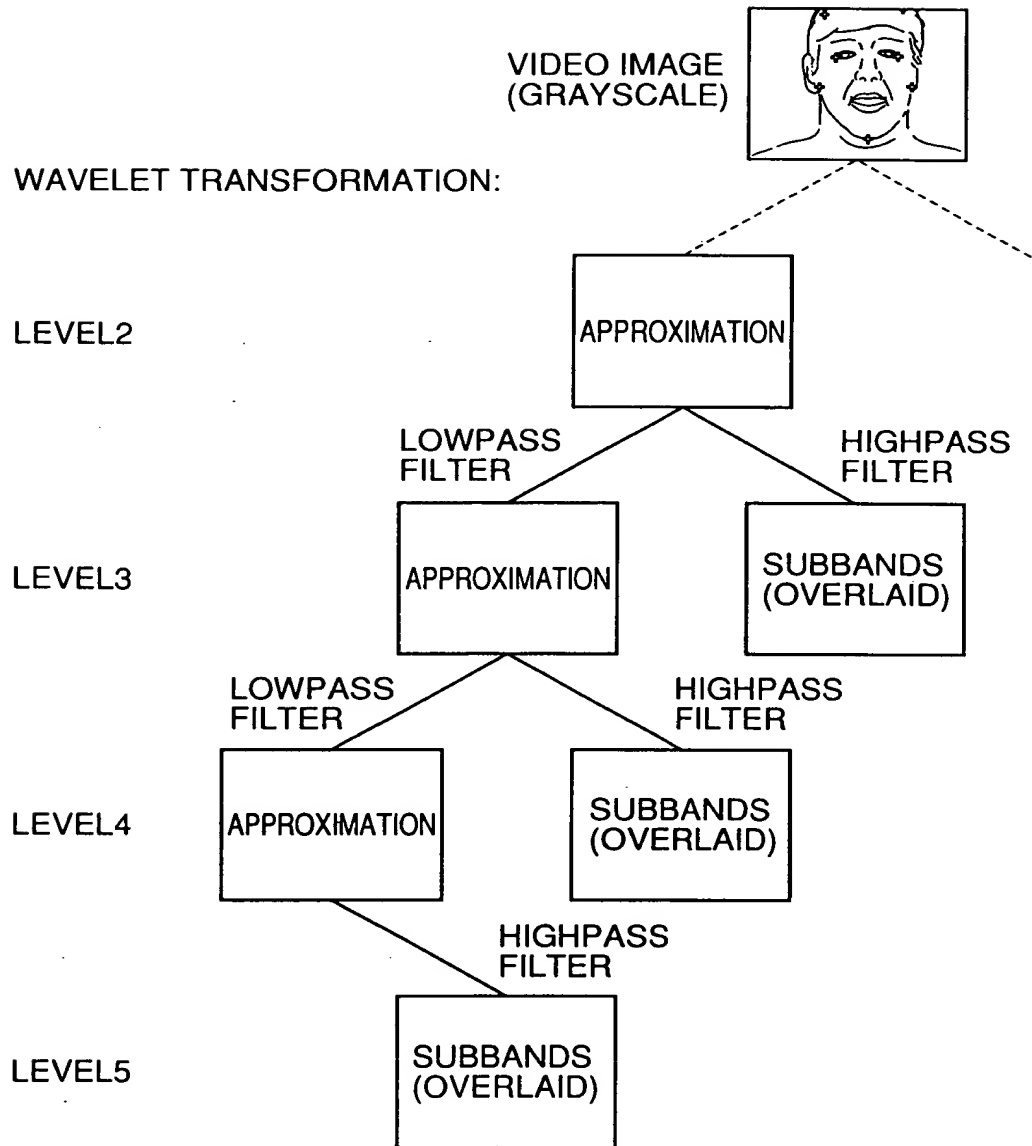 VIDEO IMAGE
(GRAYSCALE)
WAVELET TRANSFORMATION:
LEVEL2
APPROXIMATION
LOWPASS
FILTER
HIGHPASS
FILTER
LEVEL3
APPROXIMATION
SUBBANDS
(OVERLAID)
LOWPASS
FILTER
HIGHPASS
FILTER
LEVEL4
APPROXIMATION
SUBBANDS
(OVERLAID)
HIGHPASS
FILTER
LEVEL5
SUBBANDS
(OVERLAID)